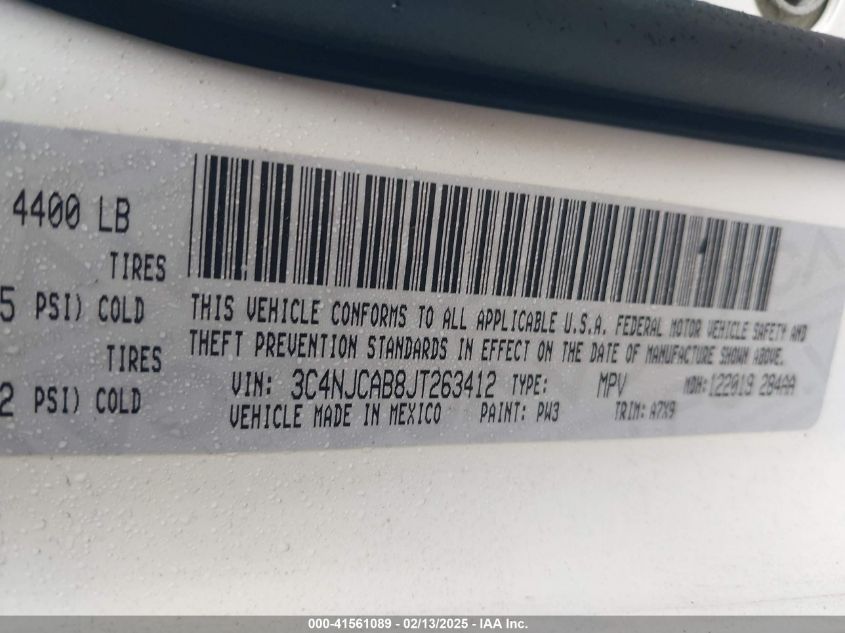 4400 LB
TIRES
5 PSI) COLD
TIRES
2 PSI) COLD
THIS VEHICLE CONFORMS TO ALL APPLICABLE U.S.A. FEDERAL MOTOR VEHICLE SAFETY AND
THEFT PREVENTION STANDARDS IN EFFECT ON THE DATE OF MANUFACTURE SHOWN ABOVE.
VIN: 3C4NJCAB8JT263412 TYPE: MPV MDH: 122019 284AA
VEHICLE MADE IN MEXICO PAINT: PW3 TRIM: A7X9
000-41561089 - 02/13/2025 - IAA Inc.